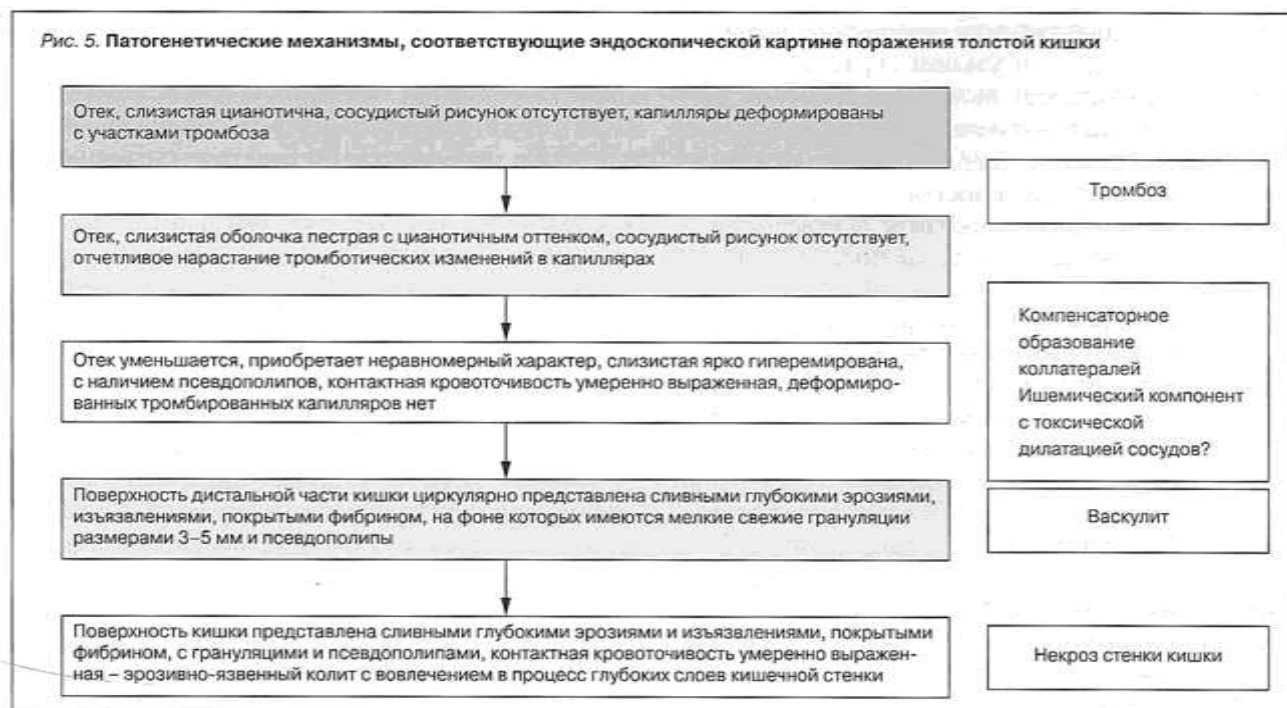 Рис. 5. Патогенетические механизмы, соответствующие эндоскопической картине поражения толстой кишки
Отек, слизистая цианотична, сосудистый рисунок отсутствует, капилляры деформированы
с участками тромбоза
Тромбоз
Отек, слизистая оболочка пестрая с цианотичным оттенком, сосудистый рисунок отсутствует,
отчетливое нарастание тромботических изменений в капиллярах
Компенсаторное
образование
коллатералей
Ишемический компонент
с токсической
дилатацией сосудов?
Отек уменьшается, приобретает неравномерный характер, слизистая ярко гиперемирована,
с наличием псевдополипов, контактная кровоточивость умеренно выраженная, деформиро-
ванных тромбированных капилляров нет
Поверхность дистальной части кишки циркулярно представлена сливными глубокими эрозиями,
изъязвлениями, покрытыми фибрином, на фоне которых имеются мелкие свежие грануляции
размерами 3–5 мм и псевдополипы
Васкулит
Поверхность кишки представлена сливными глубокими эрозиями и изъязвлениями, покрытыми
фибрином, с грануляциями и псевдополипами, контактная кровоточивость умеренно выражен-
ная – эрозивно-язвенный колит с вовлечением в процесс глубоких слоев кишечной стенки
Некроз стенки кишки